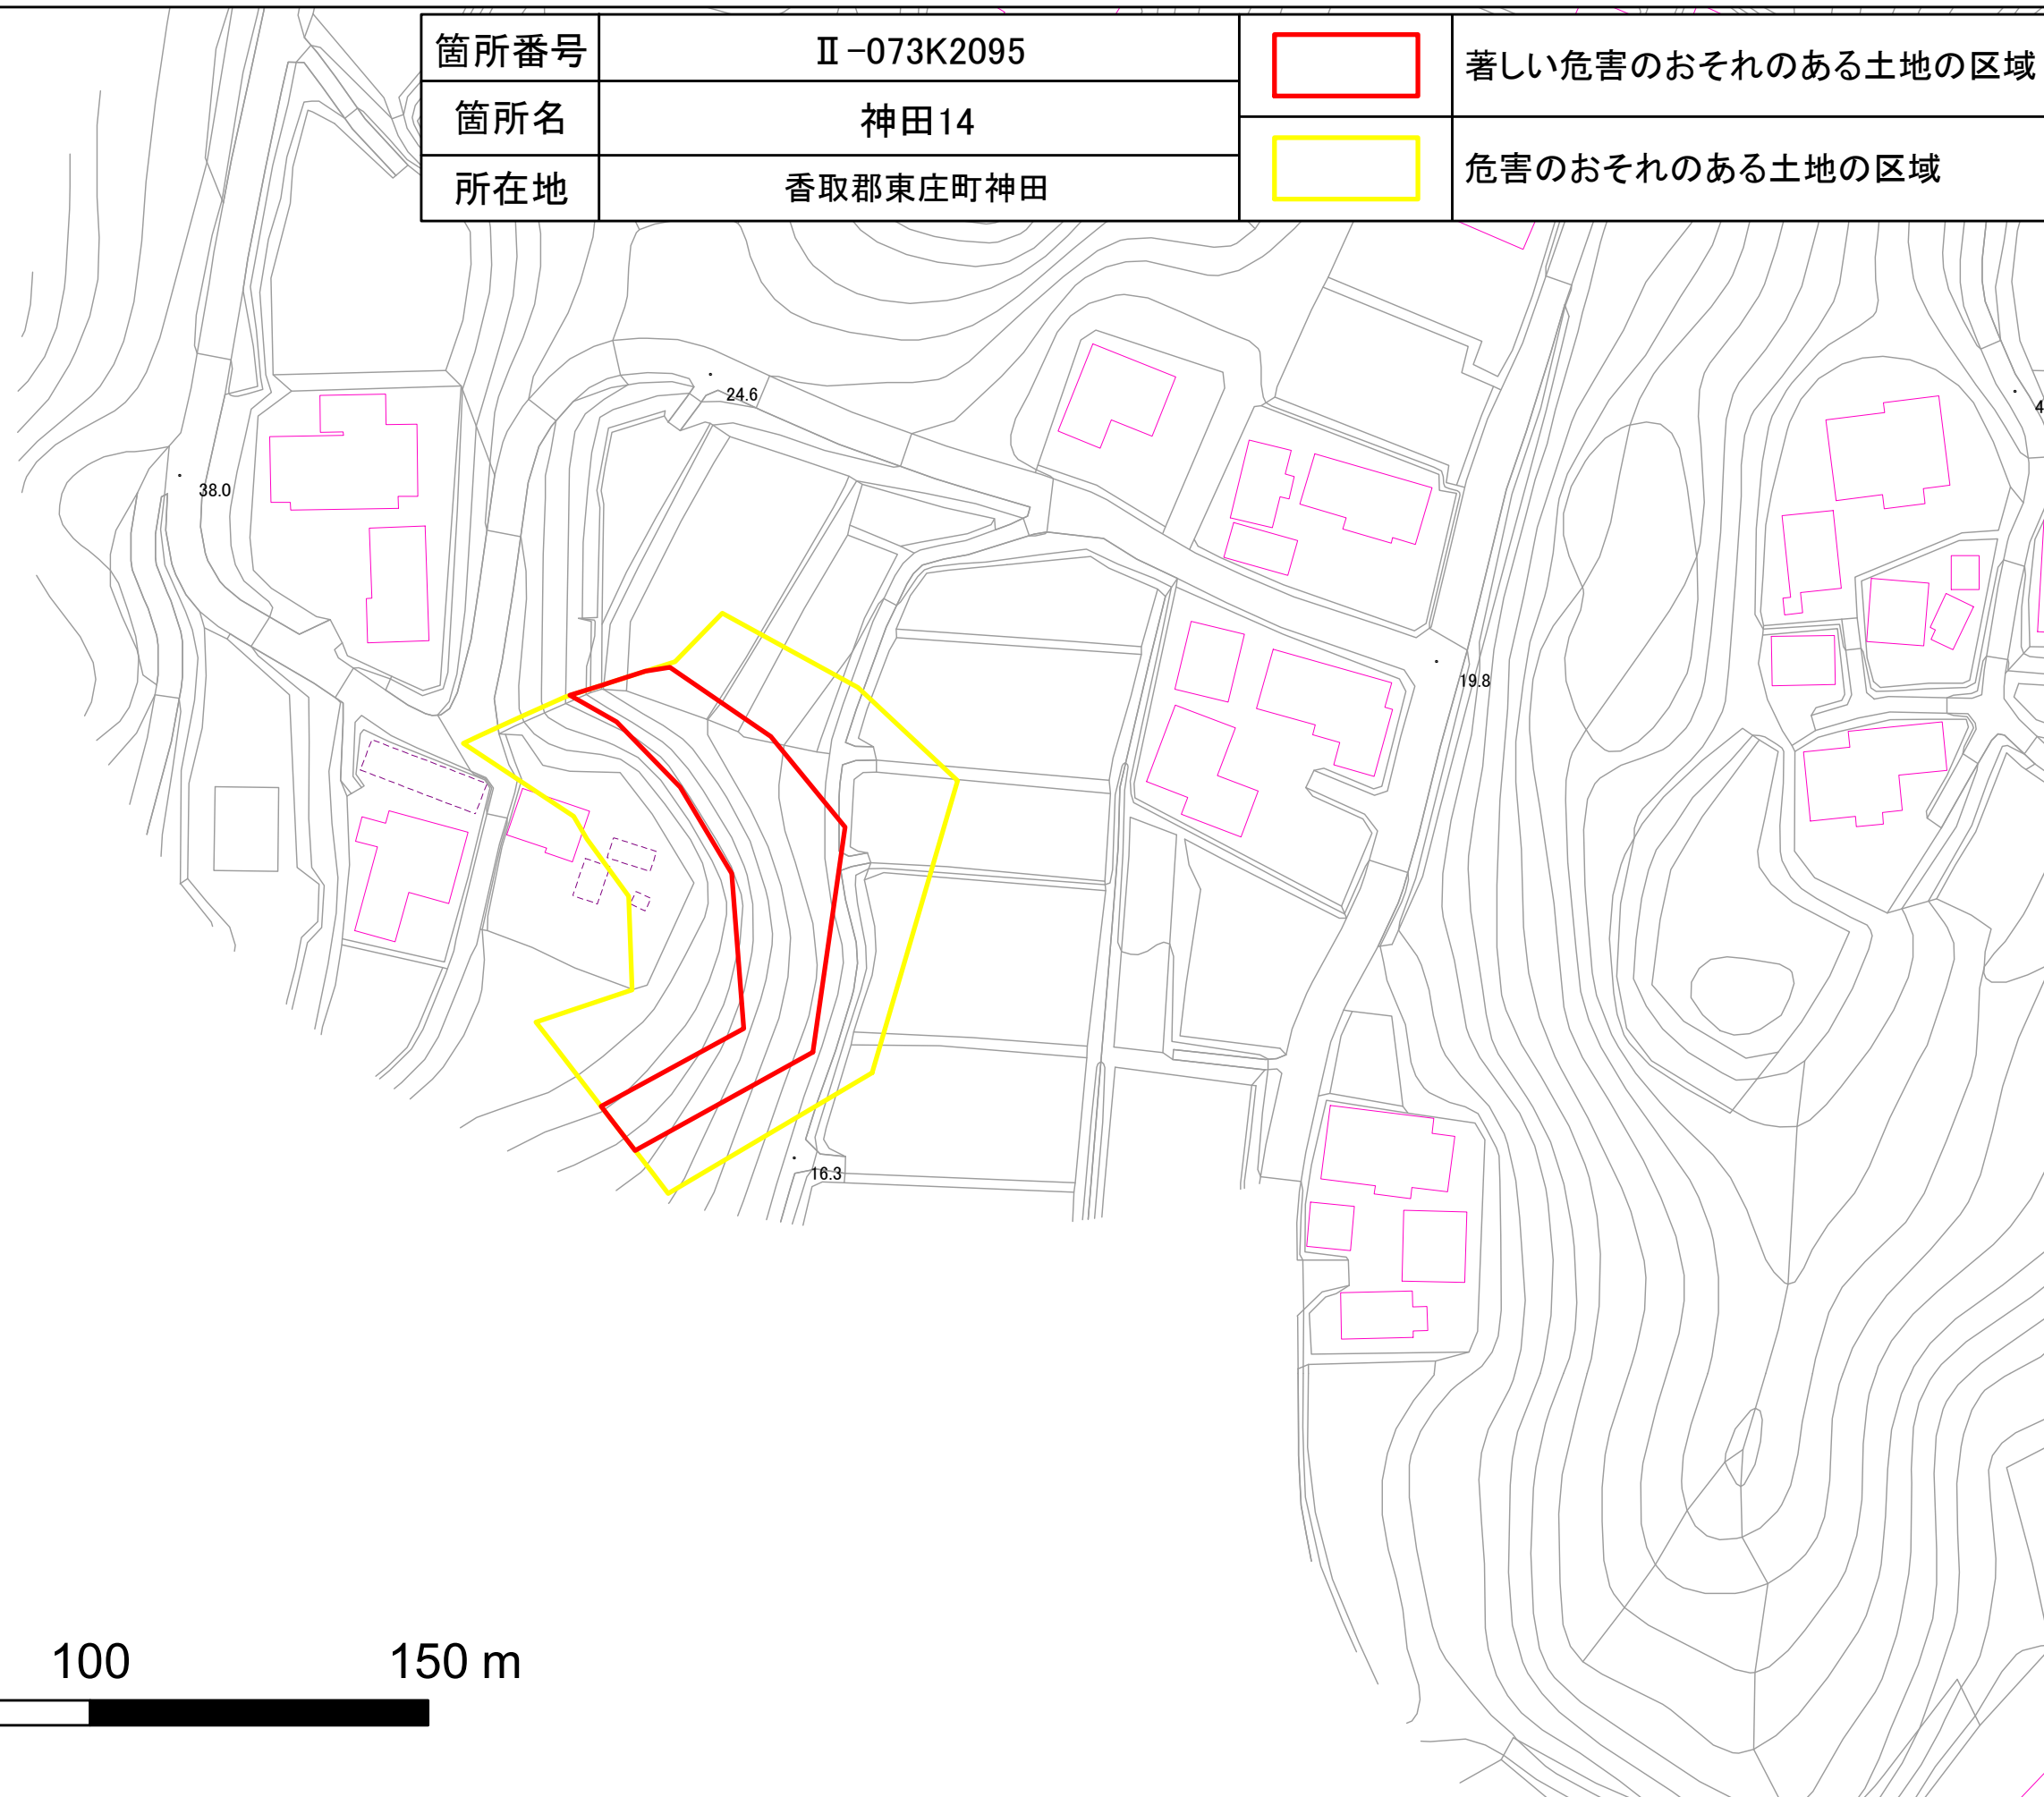 箇所番号 Ⅱ-073K2095
箇所名 神田14
所在地 香取郡東庄町神田
著しい危害のおそれのある土地の区域
危害のおそれのある土地の区域
24.6
38.0
19.8
16.3
100 150 m